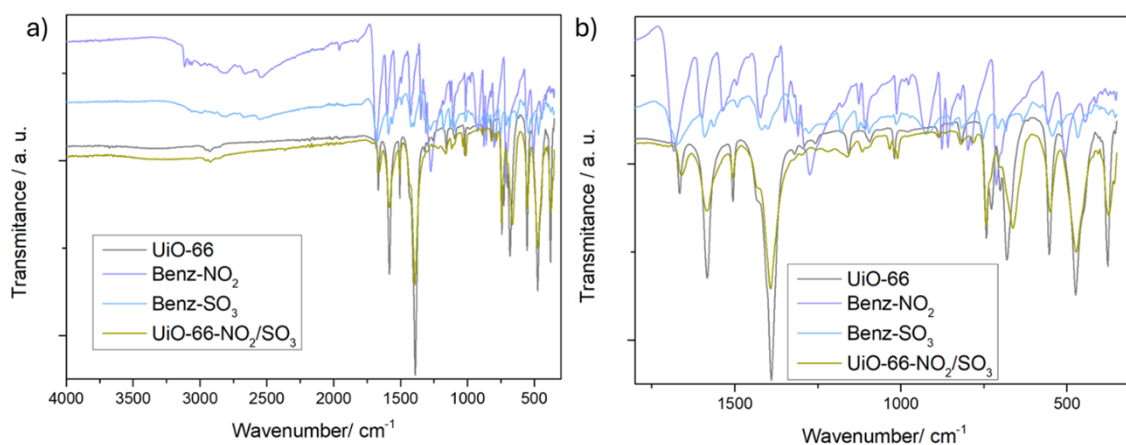 a)
Transmitance / a. u.
UiO-66
Benz-NO₂
Benz-SO₃
UiO-66-NO₂/SO₃
4000 3500 3000 2500 2000 1500 1000 500
Wavenumber/ cm⁻¹
b)
Transmitance / a. u.
UiO-66
Benz-NO₂
Benz-SO₃
UiO-66-NO₂/SO₃
1500 1000 500
Wavenumber/ cm⁻¹